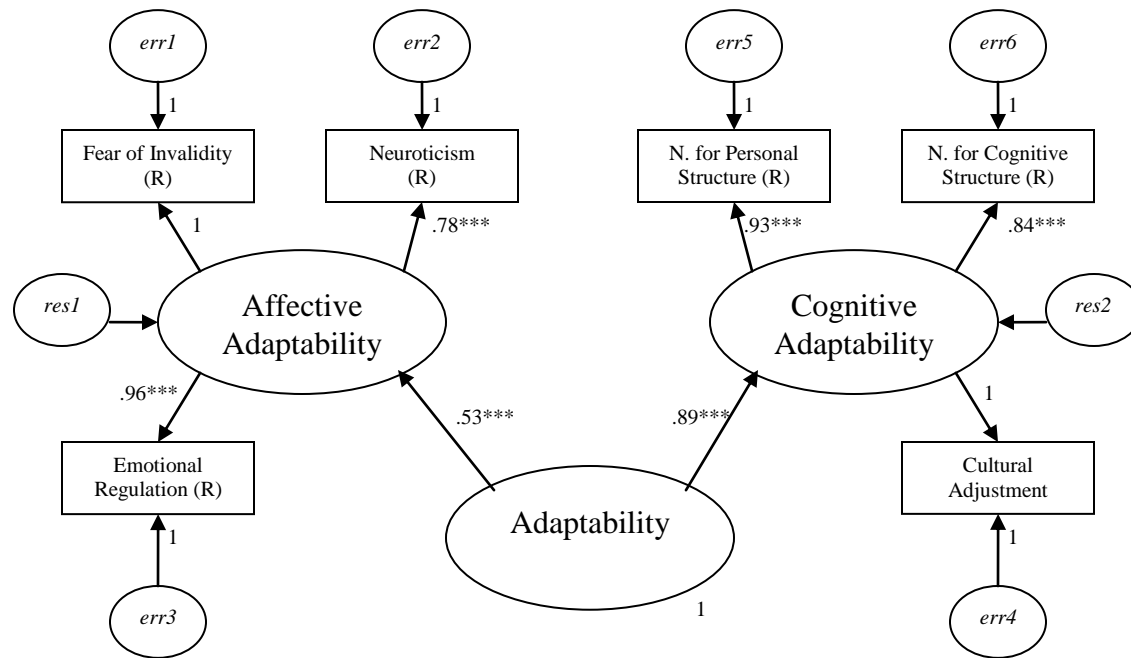 err1
err2
err5
err6
1
1
1
1
Fear of Invalidity
(R)
Neuroticism
(R)
N. for Personal
Structure (R)
N. for Cognitive
Structure (R)
1
.78***
.93***
.84***
res1
Affective
Adaptability
Cognitive
Adaptability
res2
.96***
.53***
.89***
1
Emotional
Regulation (R)
Adaptability
Cultural
Adjustment
1
1
1
err3
err4